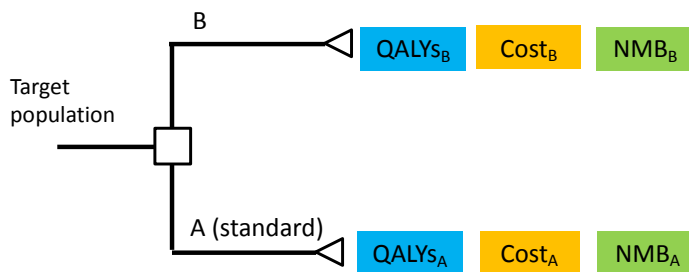 B
QALYsB CostB NMBB
Target
population
A (standard)
QALYsA CostA NMBA